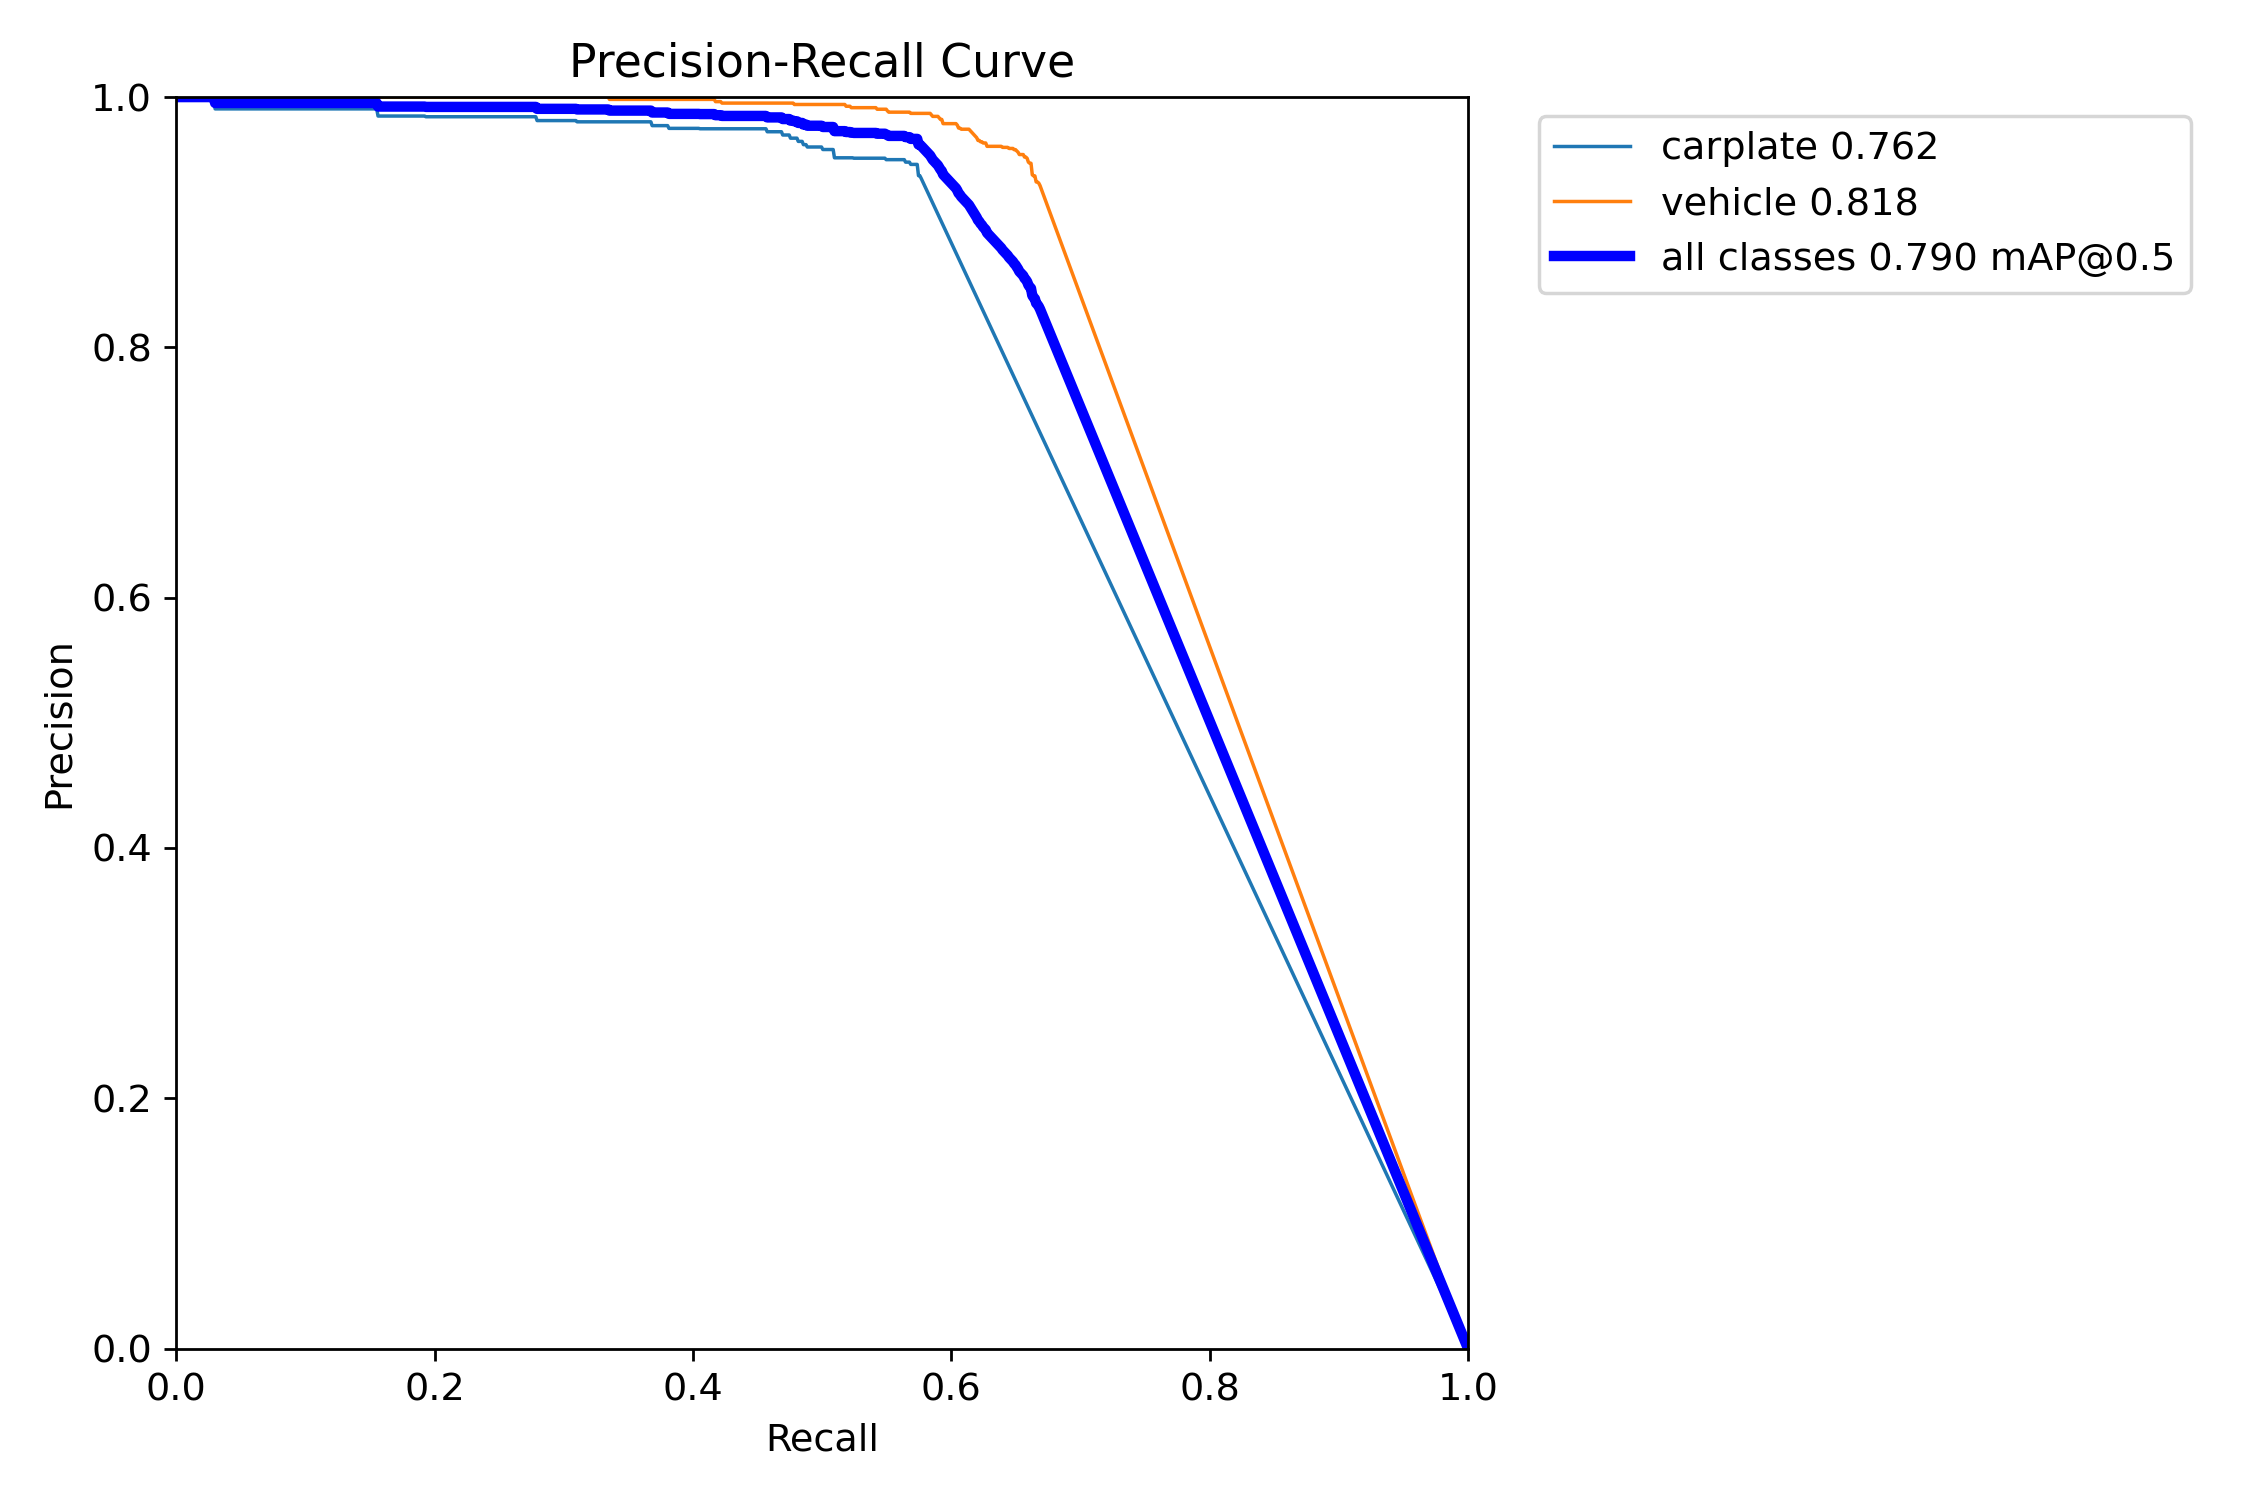 Precision-Recall Curve
1.0
0.8
0.6
0.4
0.2
0.0
Precision
0.0 0.2 0.4 0.6 0.8 1.0
Recall
carplate 0.762
vehicle 0.818
all classes 0.790 mAP@0.5